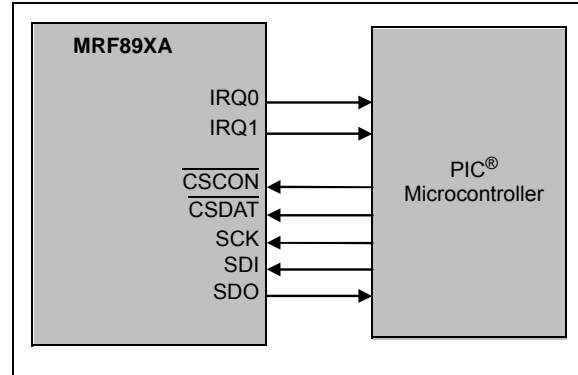 MRF89XA
IRQ0
IRQ1
CSCON
CSDAT
SCK
SDI
SDO
PIC®
Microcontroller